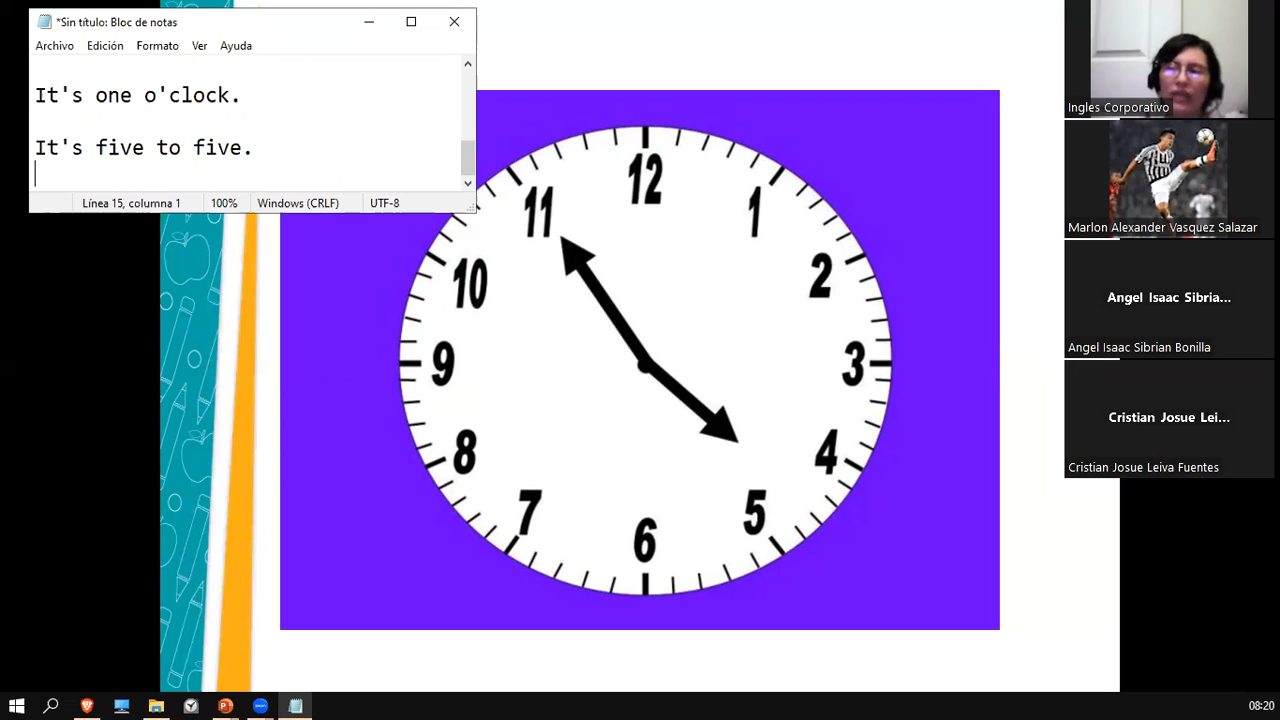 *Sin título: Bloc de notas
Archivo Edición Formato Ver Ayuda
It's one o'clock.
It's five to five.
Línea 15, columna 1 100% Windows (CRLF) UTF-8
12
1
2
3
4
5
6
7
8
9
10
11
Ingles Corporativo
Marlon Alexander Vasquez Salazar
Angel Isaac Sibria...
Angel Isaac Sibrian Bonilla
Cristian Josue Lei...
Cristian Josue Leiva Fuentes
08:20